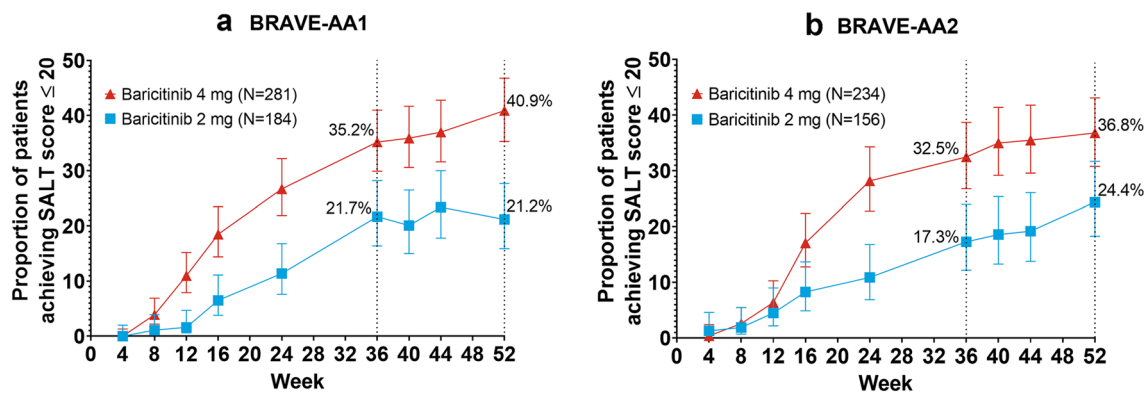 a BRAVE-AA1
Proportion of patients
achieving SALT score ≤ 20
50
40
30
20
10
0
Baricitinib 4 mg (N=281)
Baricitinib 2 mg (N=184)
35.2%
40.9%
21.7%
21.2%
0 4 8 12 16 20 24 28 32 36 40 44 48 52
Week
b BRAVE-AA2
Proportion of patients
achieving SALT score ≤ 20
50
40
30
20
10
0
Baricitinib 4 mg (N=234)
Baricitinib 2 mg (N=156)
32.5%
36.8%
17.3%
24.4%
0 4 8 12 16 20 24 28 32 36 40 44 48 52
Week